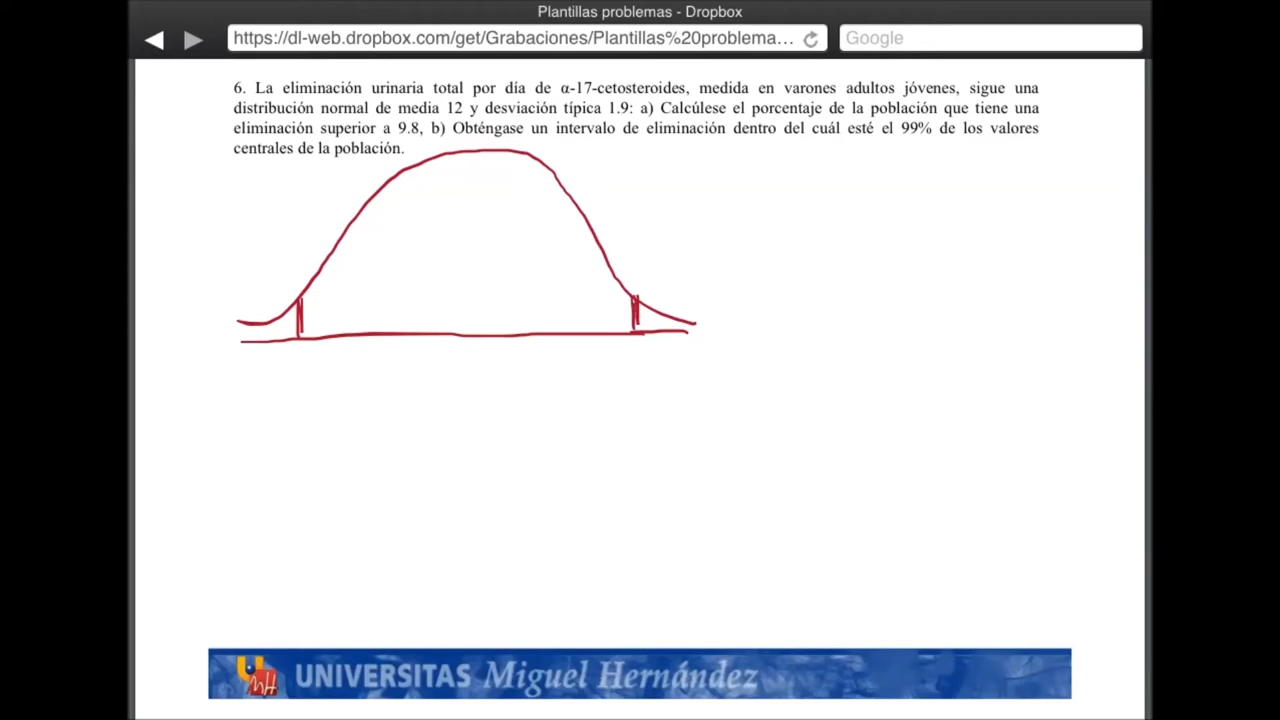 Plantillas problemas - Dropbox
https://dl-web.dropbox.com/get/Grabaciones/Plantillas%20problema...
Google
6. La eliminación urinaria total por día de α-17-cetosteroides, medida en varones adultos jóvenes, sigue una
distribución normal de media 12 y desviación típica 1.9: a) Calcúlese el porcentaje de la población que tiene una
eliminación superior a 9.8, b) Obténgase un intervalo de eliminación dentro del cuál esté el 99% de los valores
centrales de la población.
UNIVERSITAS Miguel Hernández